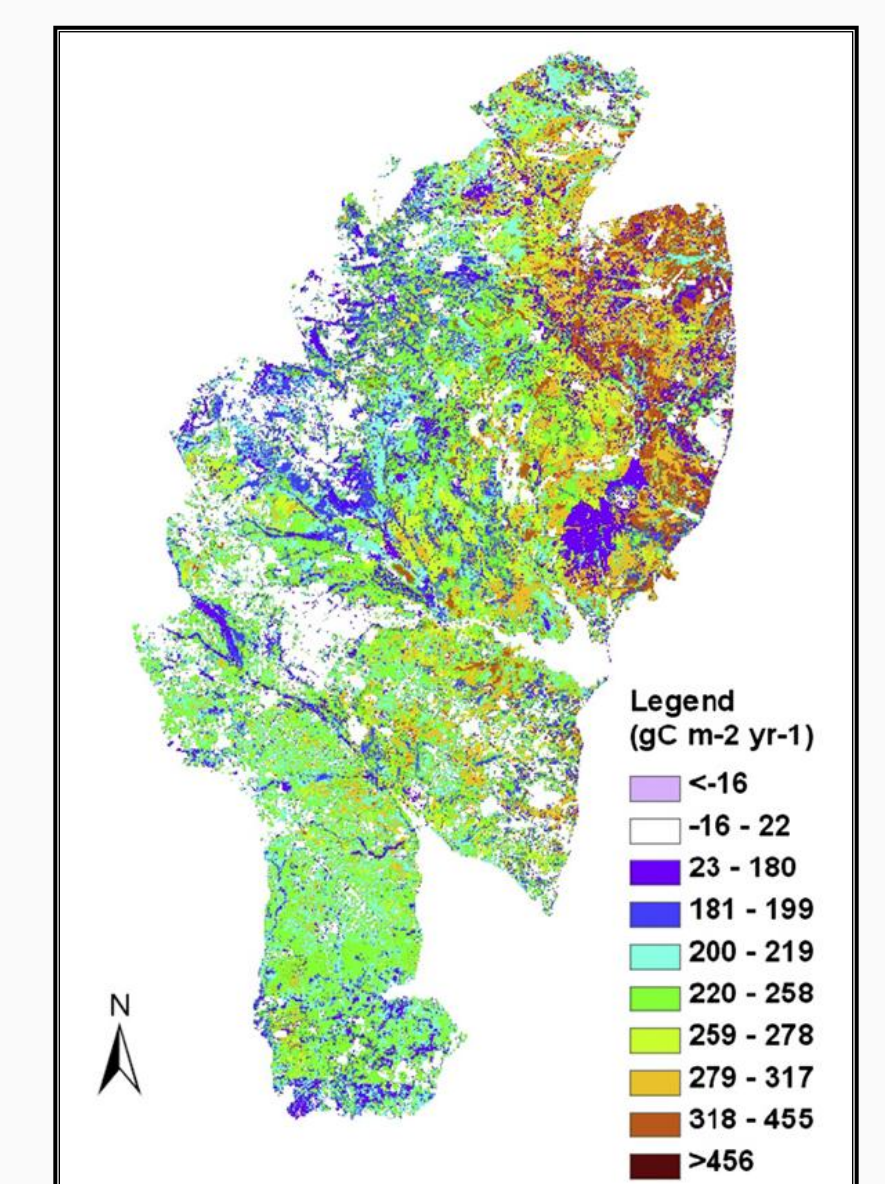 Legend
(gC m-2 yr-1)
<-16
-16 - 22
23 - 180
181 - 199
200 - 219
220 - 258
259 - 278
279 - 317
318 - 455
>456
N